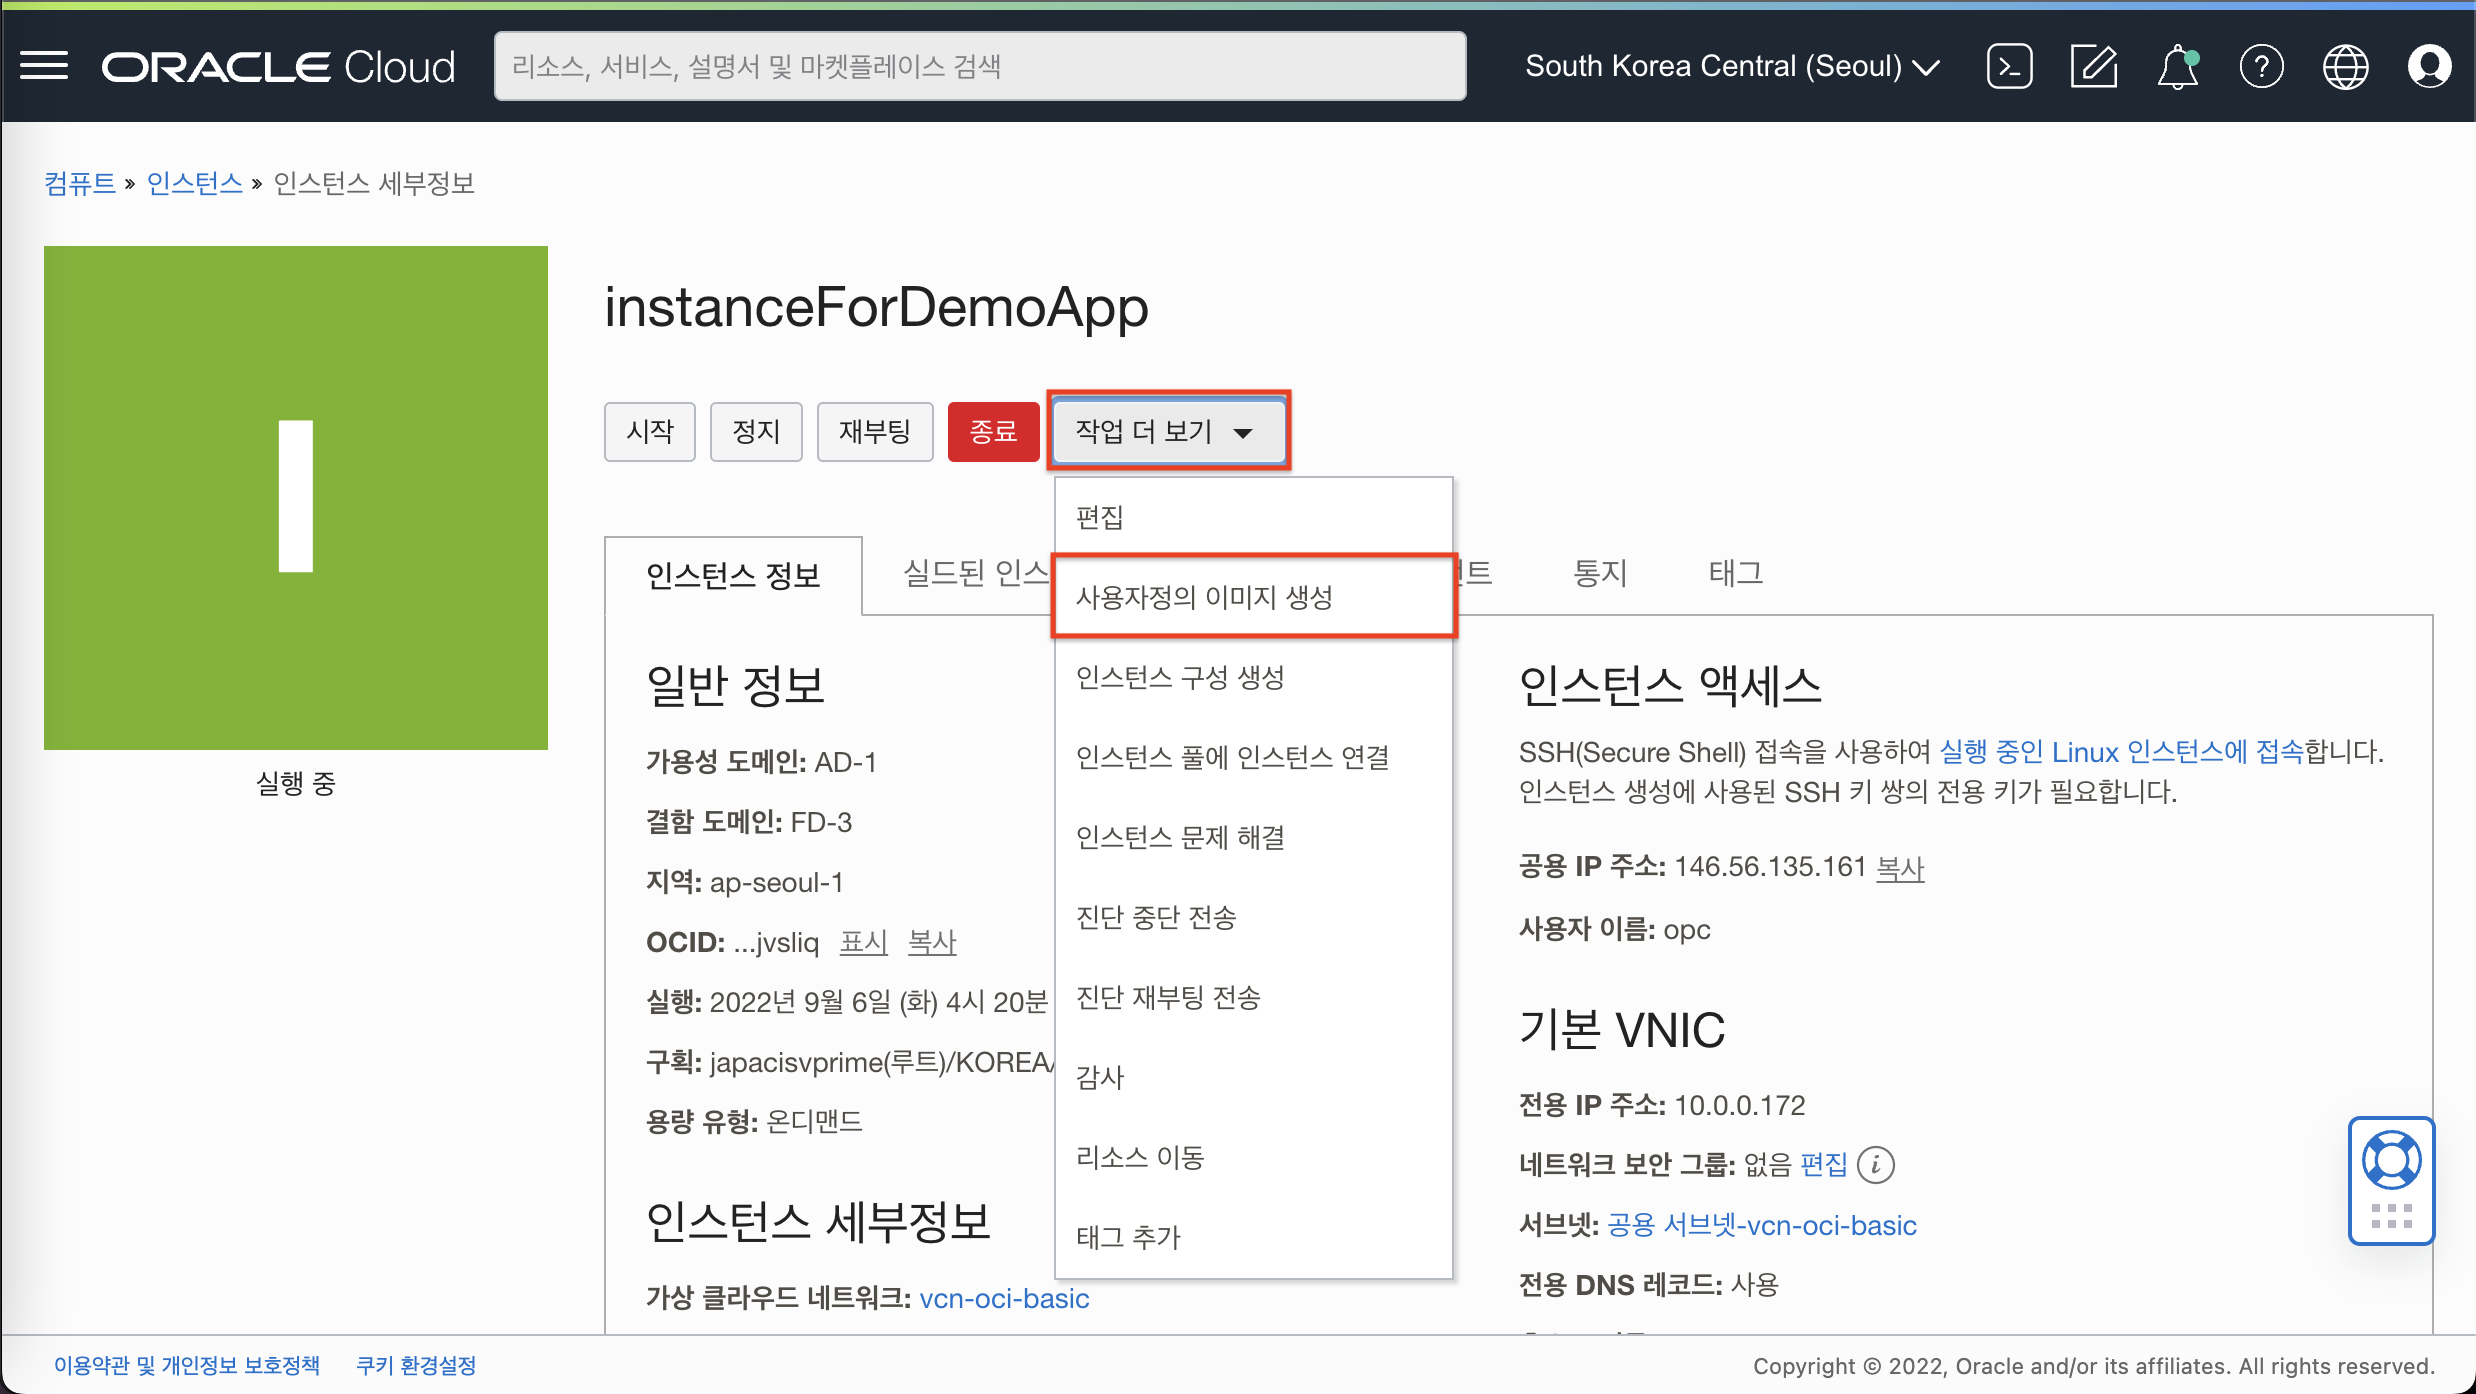 ORACLE Cloud
리소스, 서비스, 설명서 및 마켓플레이스 검색
South Korea Central (Seoul)
컴퓨트 » 인스턴스 » 인스턴스 세부정보
I
실행 중
instanceForDemoApp
시작 정지 재부팅 종료 작업 더 보기
편집
사용자정의 이미지 생성
인스턴스 구성 생성
인스턴스 풀에 인스턴스 연결
인스턴스 문제 해결
진단 중단 전송
진단 재부팅 전송
감사
리소스 이동
태그 추가
인스턴스 정보 실드된 인스 트 통지 태그
일반 정보
가용성 도메인: AD-1
결함 도메인: FD-3
지역: ap-seoul-1
OCID: ...jvsliq 표시 복사
실행: 2022년 9월 6일 (화) 4시 20분
구획: japacisvprime(루트)/KOREA/
용량 유형: 온디맨드
인스턴스 세부정보
가상 클라우드 네트워크: vcn-oci-basic
인스턴스 액세스
SSH(Secure Shell) 접속을 사용하여 실행 중인 Linux 인스턴스에 접속합니다.
인스턴스 생성에 사용된 SSH 키 쌍의 전용 키가 필요합니다.
공용 IP 주소: 146.56.135.161 복사
사용자 이름: opc
기본 VNIC
전용 IP 주소: 10.0.0.172
네트워크 보안 그룹: 없음 편집
서브넷: 공용 서브넷-vcn-oci-basic
전용 DNS 레코드: 사용
이용약관 및 개인정보 보호정책 쿠키 환경설정
Copyright © 2022, Oracle and/or its affiliates. All rights reserved.